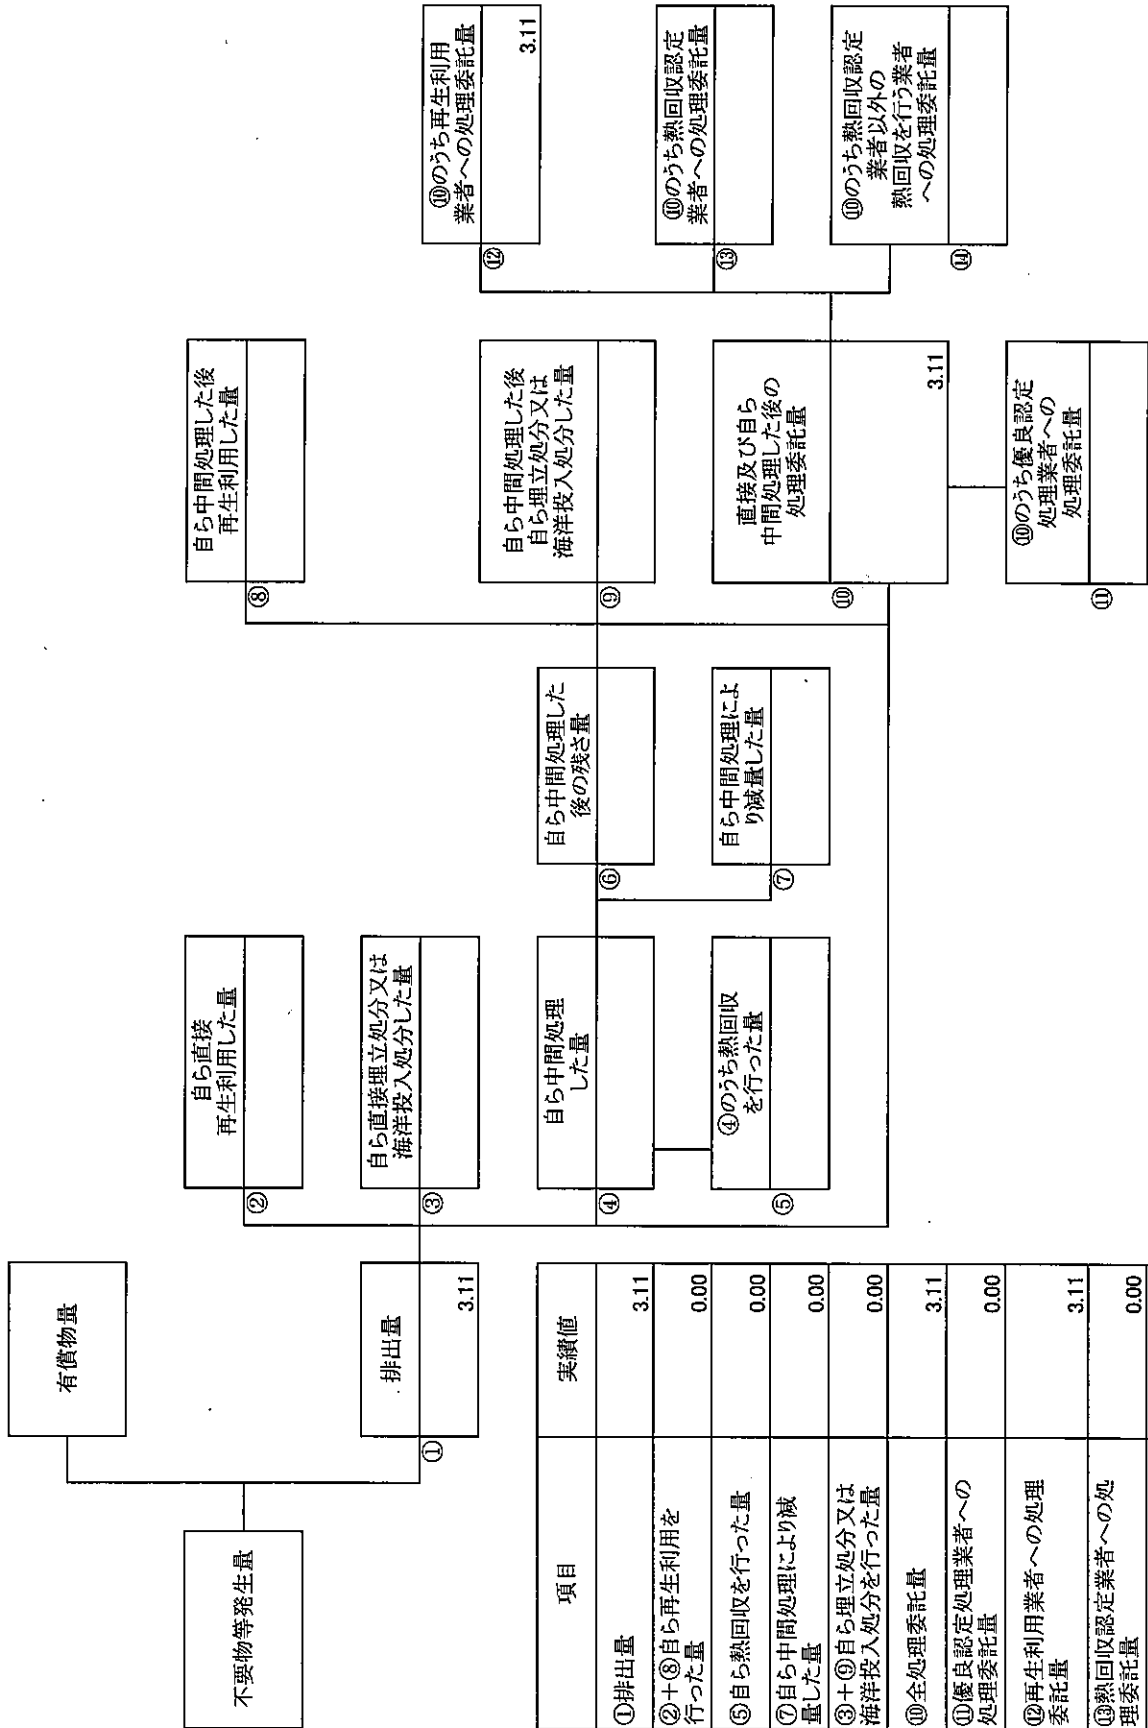 不要物等発生量
有償物量
排出量
①
3.11
②
自ら直接
再生利用した量
③
自ら直接埋立処分又は
海洋投入処分した量
④
自ら中間処理
した量
⑤
④のうち熱回収
を行った量
⑥
自ら中間処理した
後の残さ量
⑦
自ら中間処理によ
り減量した量
⑧
自ら中間処理した後
再生利用した量
⑨
自ら中間処理した後
自ら埋立処分又は
海洋投入処分した量
⑩
直接及び自ら
中間処理した後の
処理委託量
3.11
⑪
⑩のうち優良認定
処理業者への
処理委託量
⑫
⑩のうち再生利用
業者への処理委託量
3.11
⑬
⑩のうち熱回収認定
業者への処理委託量
⑭
⑩のうち熱回収認定
業者以外の
熱回収を行う業者
への処理委託量
項目 実績値
①排出量 3.11
②+⑧自ら再生利用を
行った量 0.00
⑤自ら熱回収を行った量 0.00
⑦自ら中間処理により減
量した量 0.00
③+⑨自ら埋立処分又は
海洋投入処分を行った量 0.00
⑩全処理委託量 3.11
⑪優良認定処理業者への
処理委託量 0.00
⑫再生利用業者への処理
委託量 3.11
⑬熱回収認定業者への処
理委託量 0.00